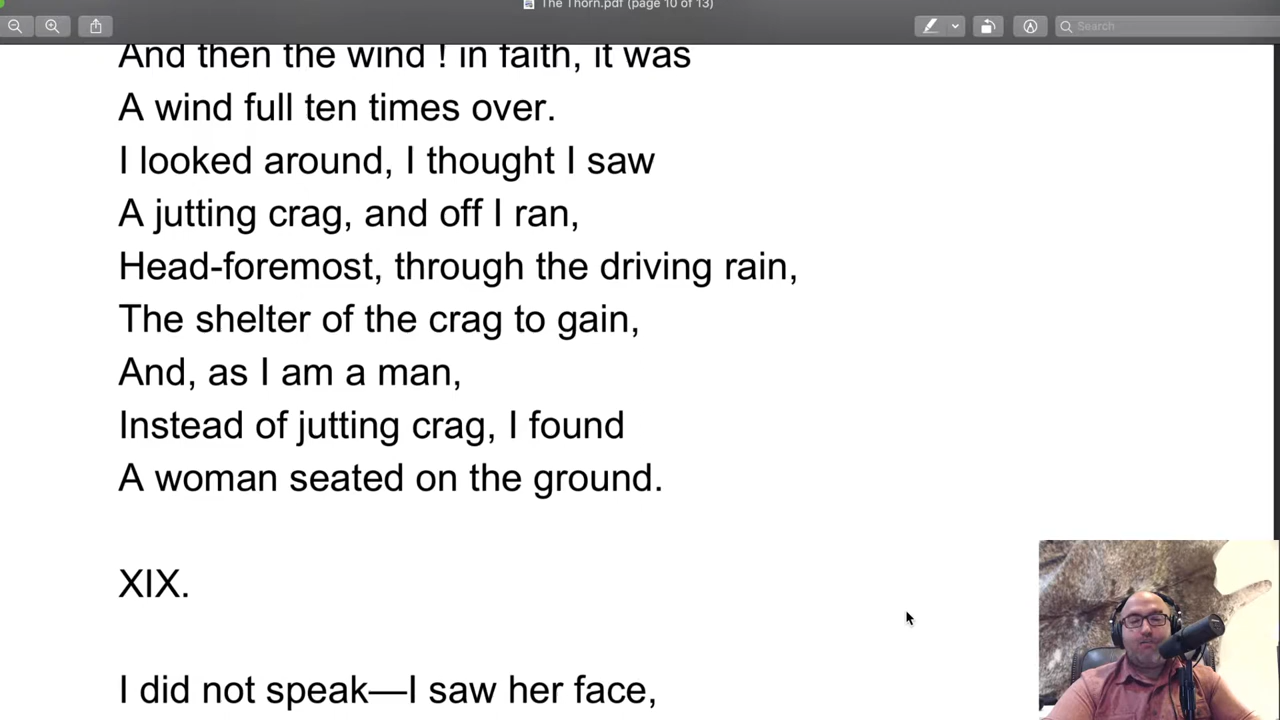 The Thorn.pdf (page 10 of 13)
Search
And then the wind ! in faith, it was
A wind full ten times over.
I looked around, I thought I saw
A jutting crag, and off I ran,
Head-foremost, through the driving rain,
The shelter of the crag to gain,
And, as I am a man,
Instead of jutting crag, I found
A woman seated on the ground.
XIX.
I did not speak—I saw her face,